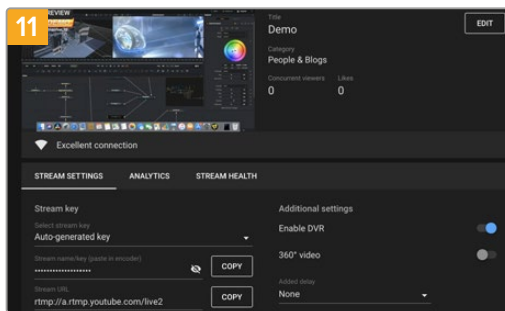 11
PREVIEW
Title
Demo
EDIT
Category
People & Blogs
Concurrent viewers
Likes
0
0
Excellent connection
STREAM SETTINGS
ANALYTICS
STREAM HEALTH
Stream key
Select stream key
Auto-generated key
Stream name/key (paste in encoder)
••••••••••••••••••••
COPY
Stream URL
rtmp://a.rtmp.youtube.com/live2
COPY
Additional settings
Enable DVR
360° video
Added delay
None